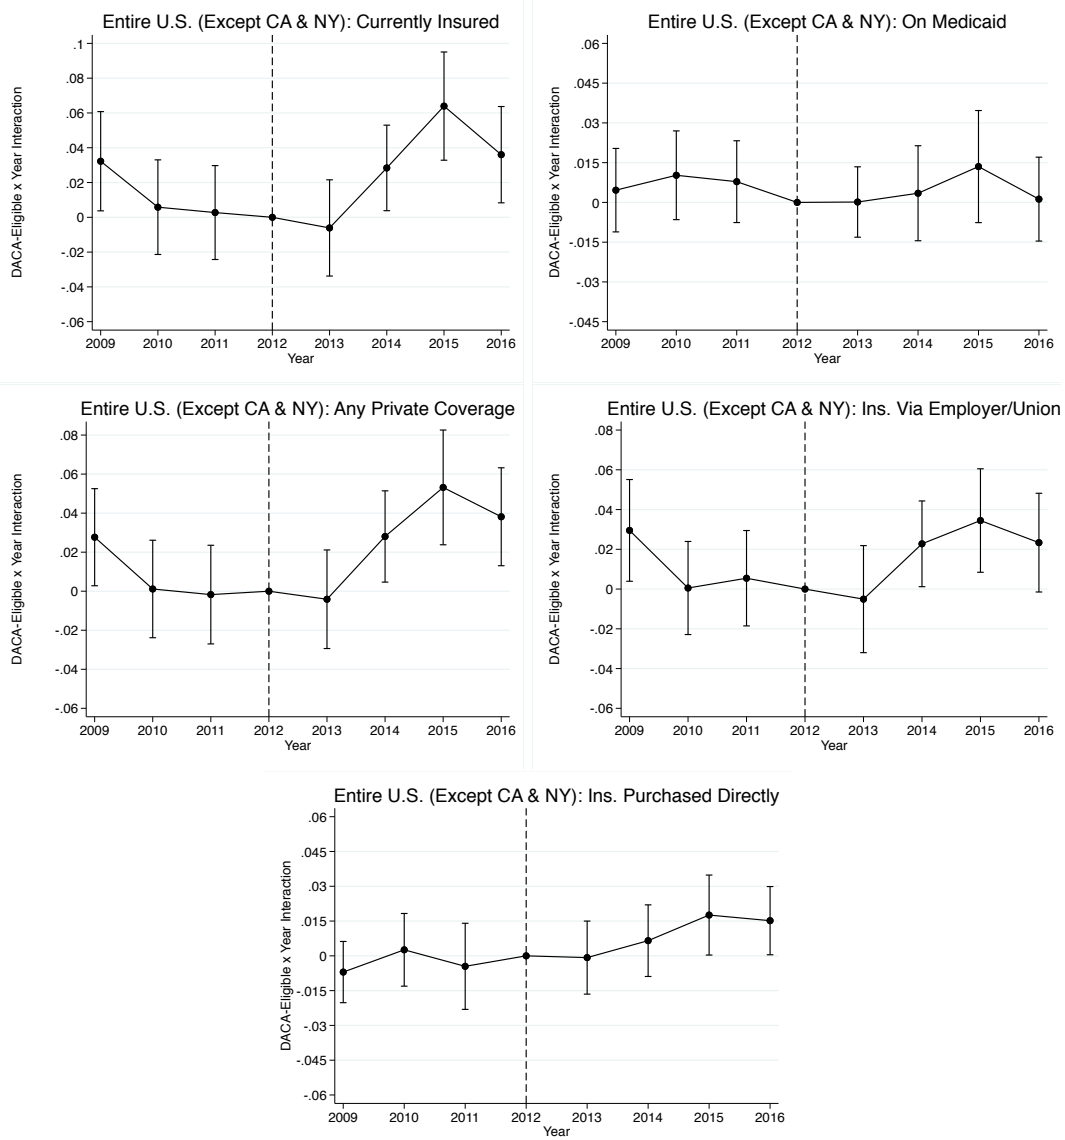 Entire U.S. (Except CA & NY): Currently Insured
DACA-Eligible x Year Interaction
.1
.08
.06
.04
.02
0
-.02
-.04
-.06
2009 2010 2011 2012 2013 2014 2015 2016
Year
Entire U.S. (Except CA & NY): On Medicaid
DACA-Eligible x Year Interaction
.06
.045
.03
.015
0
-.015
-.03
-.045
2009 2010 2011 2012 2013 2014 2015 2016
Year
Entire U.S. (Except CA & NY): Any Private Coverage
DACA-Eligible x Year Interaction
.08
.06
.04
.02
0
-.02
-.04
-.06
2009 2010 2011 2012 2013 2014 2015 2016
Year
Entire U.S. (Except CA & NY): Ins. Via Employer/Union
DACA-Eligible x Year Interaction
.08
.06
.04
.02
0
-.02
-.04
-.06
2009 2010 2011 2012 2013 2014 2015 2016
Year
Entire U.S. (Except CA & NY): Ins. Purchased Directly
DACA-Eligible x Year Interaction
.06
.045
.03
.015
0
-.015
-.03
-.045
-.06
2009 2010 2011 2012 2013 2014 2015 2016
Year